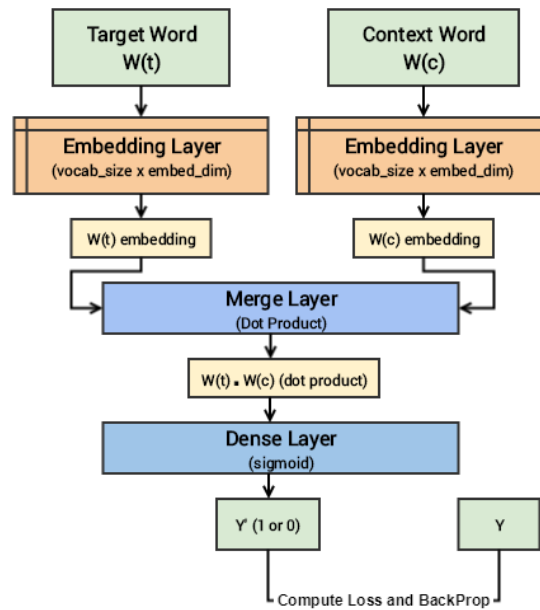 Target Word
W(t)
Context Word
W(c)
Embedding Layer
(vocab_size x embed_dim)
Embedding Layer
(vocab_size x embed_dim)
W(t) embedding
W(c) embedding
Merge Layer
(Dot Product)
W(t) . W(c) (dot product)
Dense Layer
(sigmoid)
Y' (1 or 0)
Y
Compute Loss and BackProp